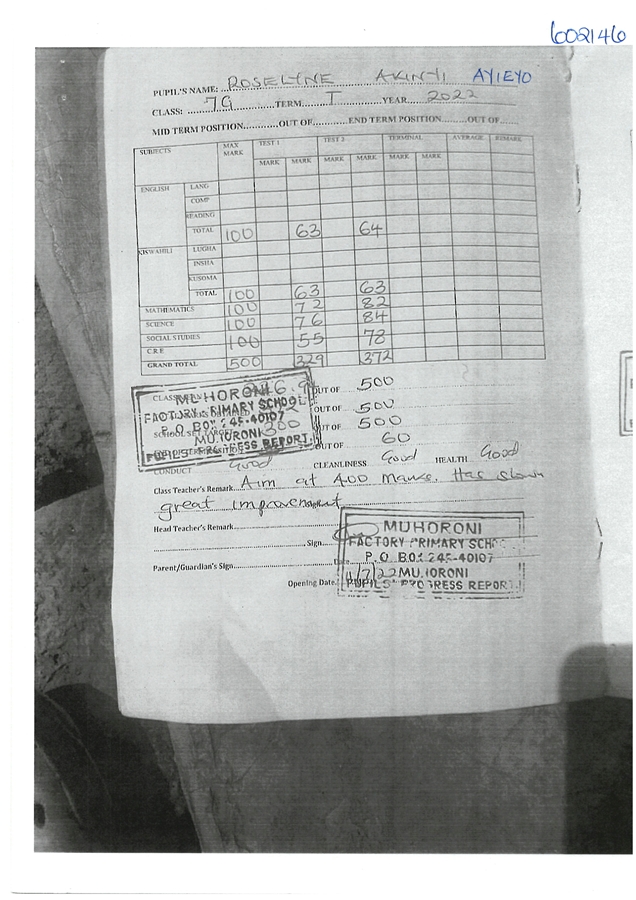 6002146
PUPIL'S NAME: ROSELYNE AKINYI AYIEYO
CLASS: 7G TERM I YEAR 2022
MID TERM POSITION............OUT OF............END TERM POSITION............OUT OF......
SUBJECTS MAX MARK TEST 1 TEST 2 TERMINAL AVERAGE REMARK
MARK MARK MARK MARK MARK MARK
ENGLISH LANG
COMP
READING
TOTAL 100 63 64
KISWAHILI LUGHA
INSHA
KUSOMA
TOTAL 100 63 63
MATHEMATICS 100 72 82
SCIENCE 100 76 84
SOCIAL STUDIES 100 55 78
C.R.E
GRAND TOTAL 500 329 372
OUT OF 500
OUT OF 500
OUT OF 500
OUT OF 60
MUHORONI
FACTORY PRIMARY SCHOOL
P.O. BOX 245-40107
MUHORONI
PUPIL'S PROGRESS REPORT
CONDUCT Good CLEANLINESS Good HEALTH Good
Class Teacher's Remark Aim at 400 marks. Has shown
great improvement
Head Teacher's Remark
Sign
Parent/Guardian's Sign Date
Opening Date
MUHORONI
FACTORY PRIMARY SCHO
P.O. BOX 245-40107
MUHORONI
PUPILS' PROGRESS REPORT